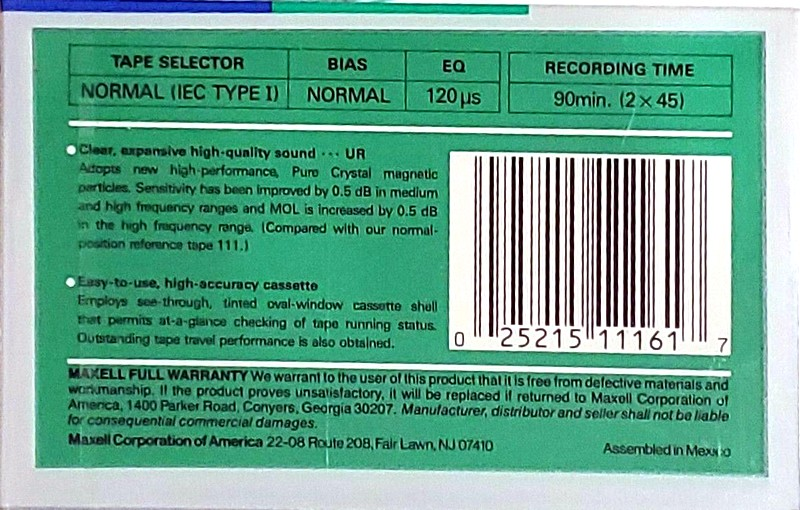 TAPE SELECTOR BIAS EQ RECORDING TIME
NORMAL (IEC TYPE I) NORMAL 120 µs 90min. (2 × 45)
Clear, expansive high-quality sound ··· UR
Adopts new high-performance, Pure Crystal magnetic
particles. Sensitivity has been improved by 0.5 dB in medium
and high frequency ranges and MOL is increased by 0.5 dB
in the high frequency range. (Compared with our normal-
position reference tape 111.)
Easy-to-use, high-accuracy cassette
Employs see-through, tinted oval-window cassette shell
that permits at-a-glance checking of tape running status.
Outstanding tape travel performance is also obtained.
0 25215 11161 7
MAXELL FULL WARRANTY We warrant to the user of this product that it is free from defective materials and
workmanship. If the product proves unsatisfactory, it will be replaced if returned to Maxell Corporation of
America, 1400 Parker Road, Conyers, Georgia 30207. Manufacturer, distributor and seller shall not be liable
for consequential commercial damages.
Maxell Corporation of America 22-08 Route 208, Fair Lawn, NJ 07410
Assembled in Mexico